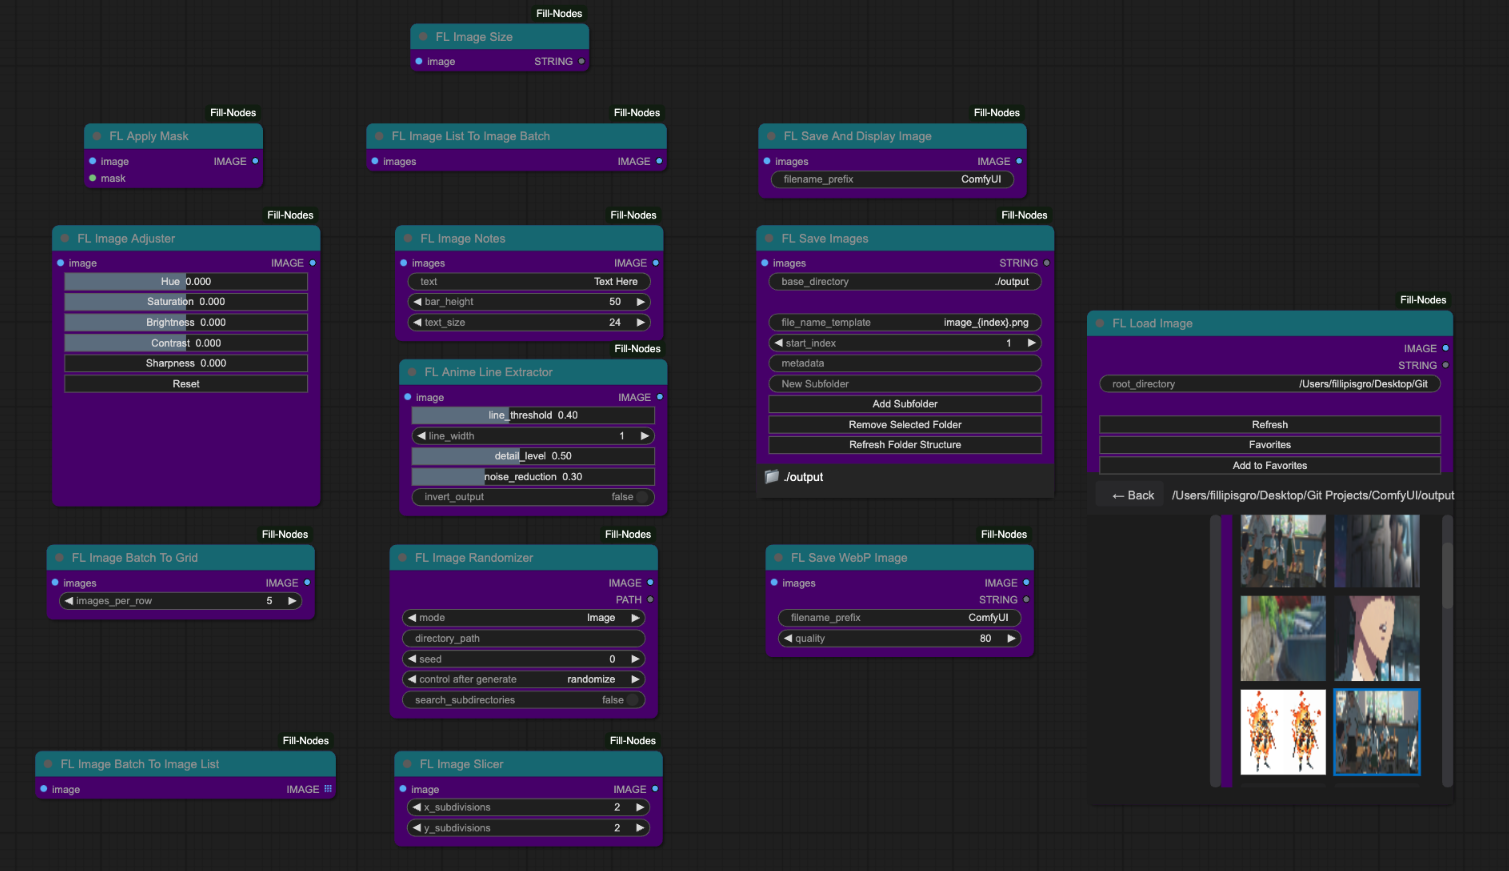 Fill-Nodes
FL Image Size
image STRING
Fill-Nodes
FL Apply Mask
image IMAGE
mask
Fill-Nodes
FL Image List To Image Batch
images IMAGE
Fill-Nodes
FL Save And Display Image
images IMAGE
filename_prefix ComfyUI
Fill-Nodes
FL Image Adjuster
image IMAGE
Hue 0.000
Saturation 0.000
Brightness 0.000
Contrast 0.000
Sharpness 0.000
Reset
Fill-Nodes
FL Image Notes
images IMAGE
text Text Here
bar_height 50
text_size 24
Fill-Nodes
FL Anime Line Extractor
image IMAGE
line_threshold 0.40
line_width 1
detail_level 0.50
noise_reduction 0.30
invert_output false
Fill-Nodes
FL Save Images
images STRING
base_directory ./output
file_name_template image_{index}.png
start_index 1
metadata
New Subfolder
Add Subfolder
Remove Selected Folder
Refresh Folder Structure
./output
Fill-Nodes
FL Load Image
IMAGE
STRING
root_directory /Users/fillipisgro/Desktop/Git
Refresh
Favorites
Add to Favorites
← Back /Users/fillipisgro/Desktop/Git Projects/ComfyUI/output
Fill-Nodes
FL Image Batch To Grid
images IMAGE
images_per_row 5
Fill-Nodes
FL Image Randomizer
IMAGE
PATH
mode Image
directory_path
seed 0
control after generate randomize
search_subdirectories false
Fill-Nodes
FL Save WebP Image
images IMAGE
STRING
filename_prefix ComfyUI
quality 80
Fill-Nodes
FL Image Batch To Image List
image IMAGE
Fill-Nodes
FL Image Slicer
image IMAGE
x_subdivisions 2
y_subdivisions 2